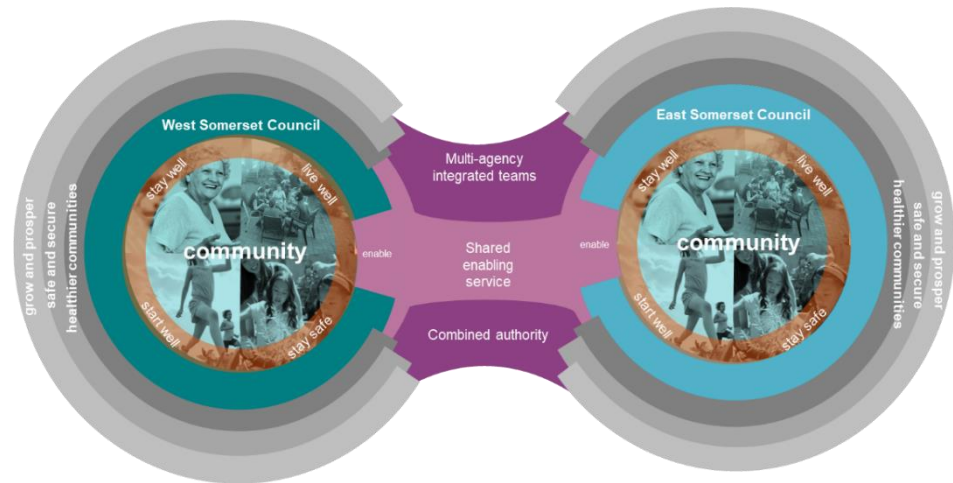 West Somerset Council
stay well
live well
community
start well
stay safe
grow and prosper
safe and secure
healthier communities
enable
Multi-agency
integrated teams
Shared
enabling
service
Combined authority
enable
East Somerset Council
stay well
live well
community
start well
stay safe
healthier communities
safe and secure
grow and prosper